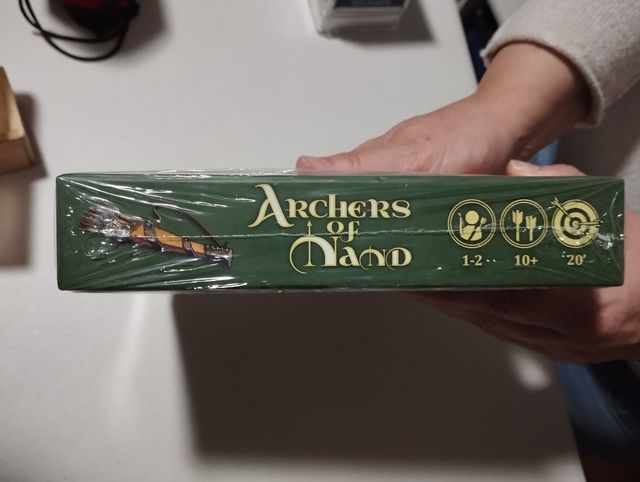 Archers
of
Nand
1-2 10+ 20'